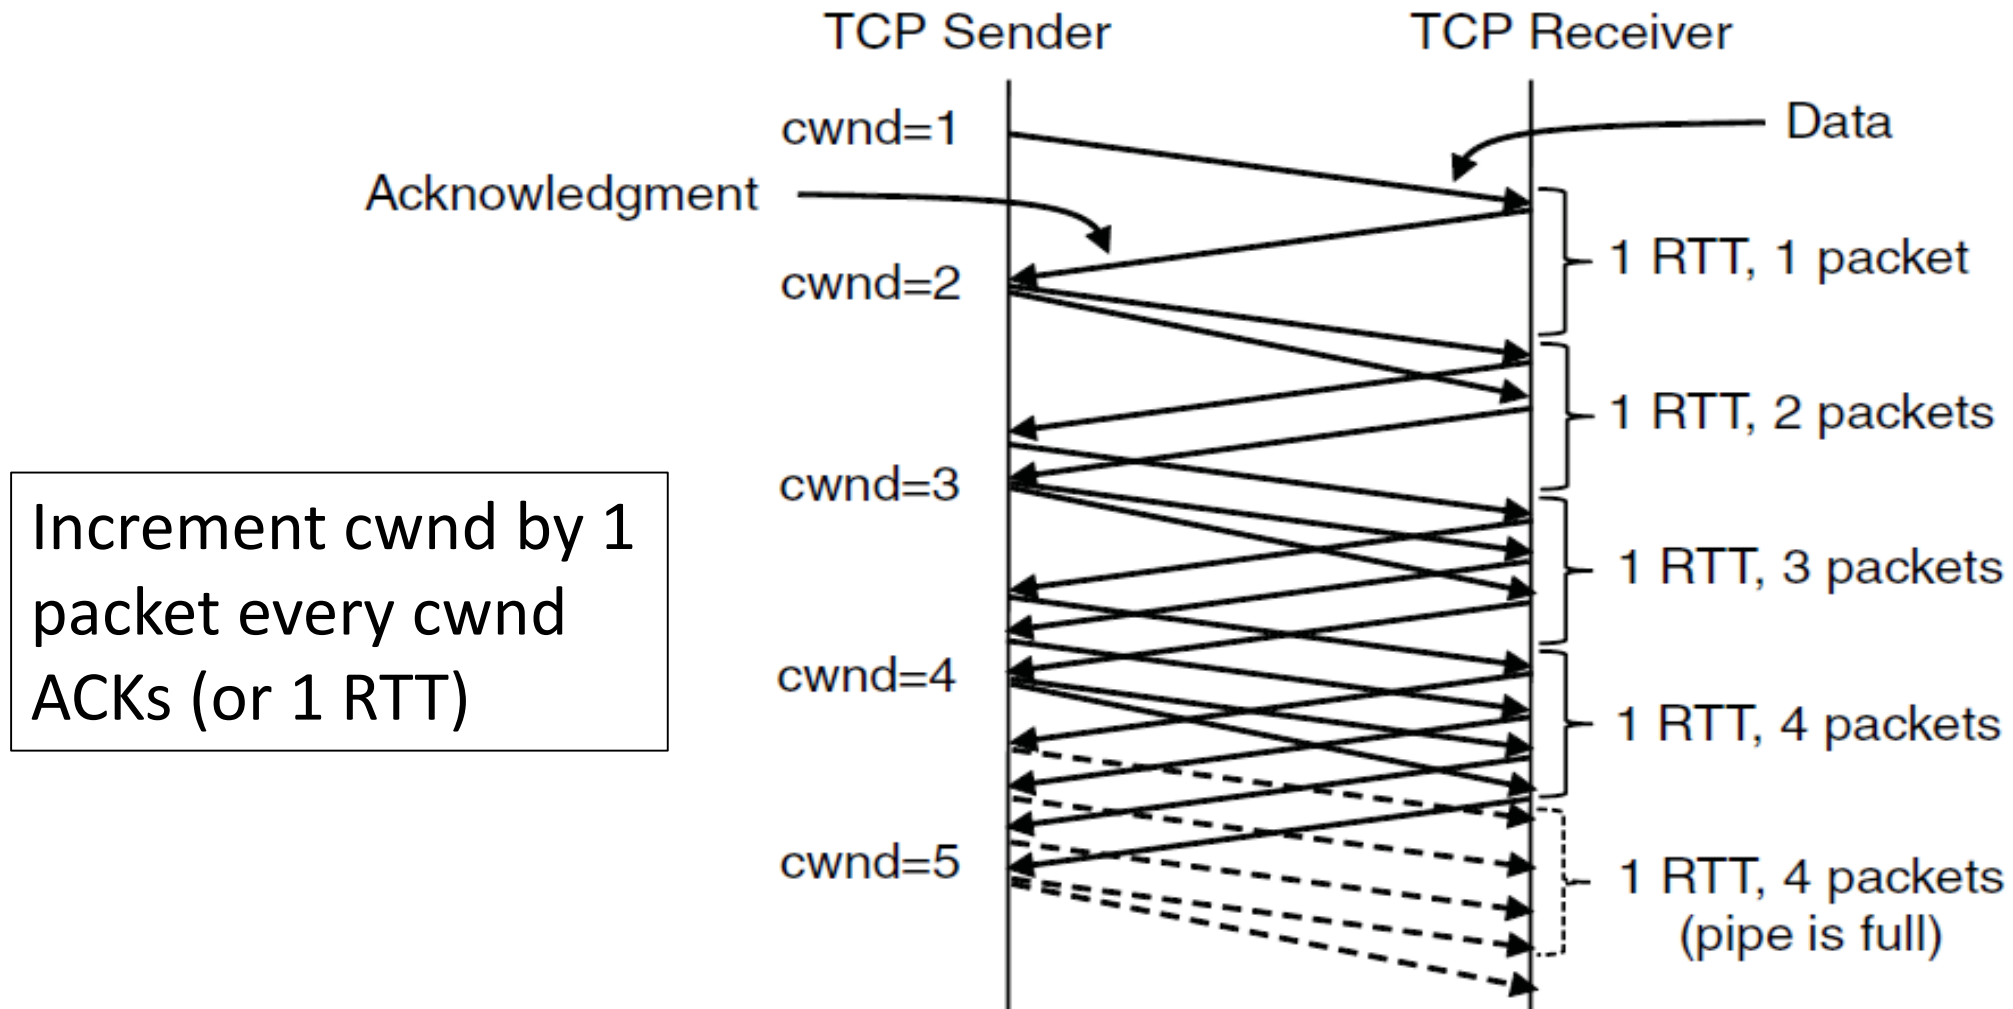 TCP Sender
TCP Receiver
cwnd=1
Data
Acknowledgment
1 RTT, 1 packet
cwnd=2
1 RTT, 2 packets
cwnd=3
Increment cwnd by 1
packet every cwnd
ACKs (or 1 RTT)
1 RTT, 3 packets
cwnd=4
1 RTT, 4 packets
cwnd=5
1 RTT, 4 packets
(pipe is full)